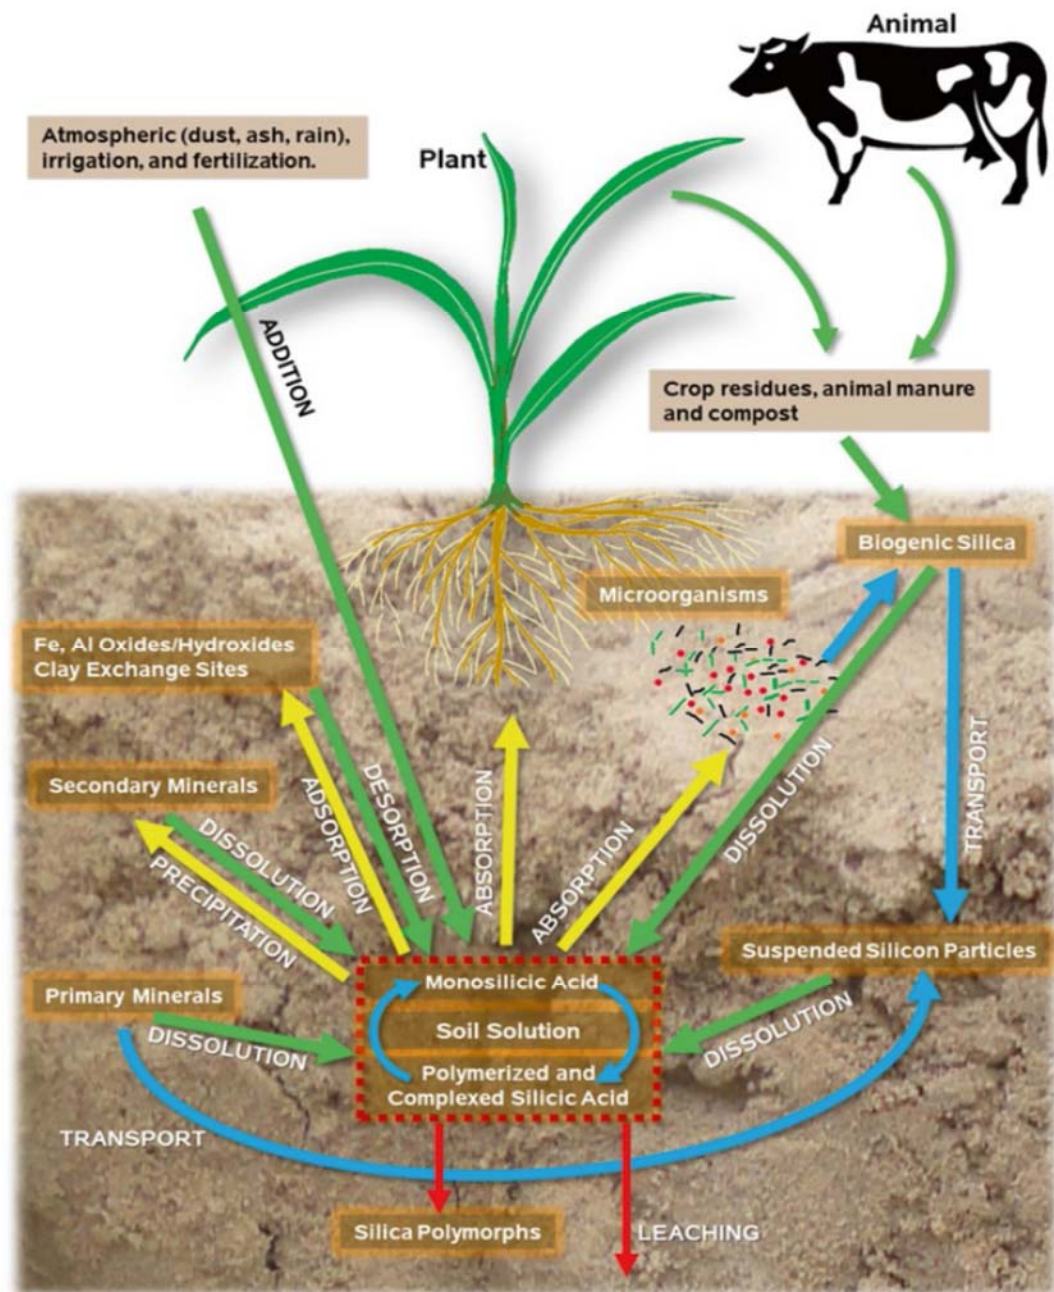 Animal
Atmospheric (dust, ash, rain),
irrigation, and fertilization.
Plant
ADDITION
Crop residues, animal manure
and compost
Biogenic Silica
Microorganisms
Fe, Al Oxides/Hydroxides
Clay Exchange Sites
Secondary Minerals
DISSOLUTION
PRECIPITATION
ADSORPTION
DESORPTION
ABSORPTION
ABSORPTION
DISSOLUTION
TRANSPORT
Suspended Silicon Particles
Primary Minerals
DISSOLUTION
Monosilicic Acid
Soil Solution
Polymerized and
Complexed Silicic Acid
DISSOLUTION
TRANSPORT
Silica Polymorphs
LEACHING